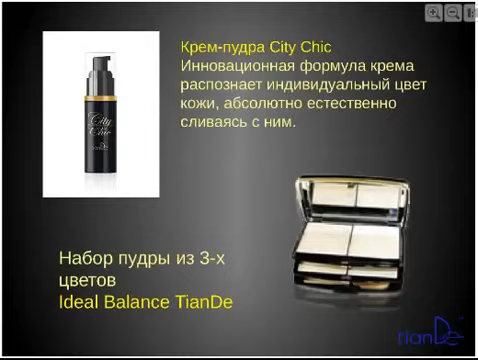 Крем-пудра City Chic
Инновационная формула крема
распознает индивидуальный цвет
кожи, абсолютно естественно
сливаясь с ним.
City
Chic
tianDe
Набор пудры из 3-х
цветов
Ideal Balance TianDe
tianDe